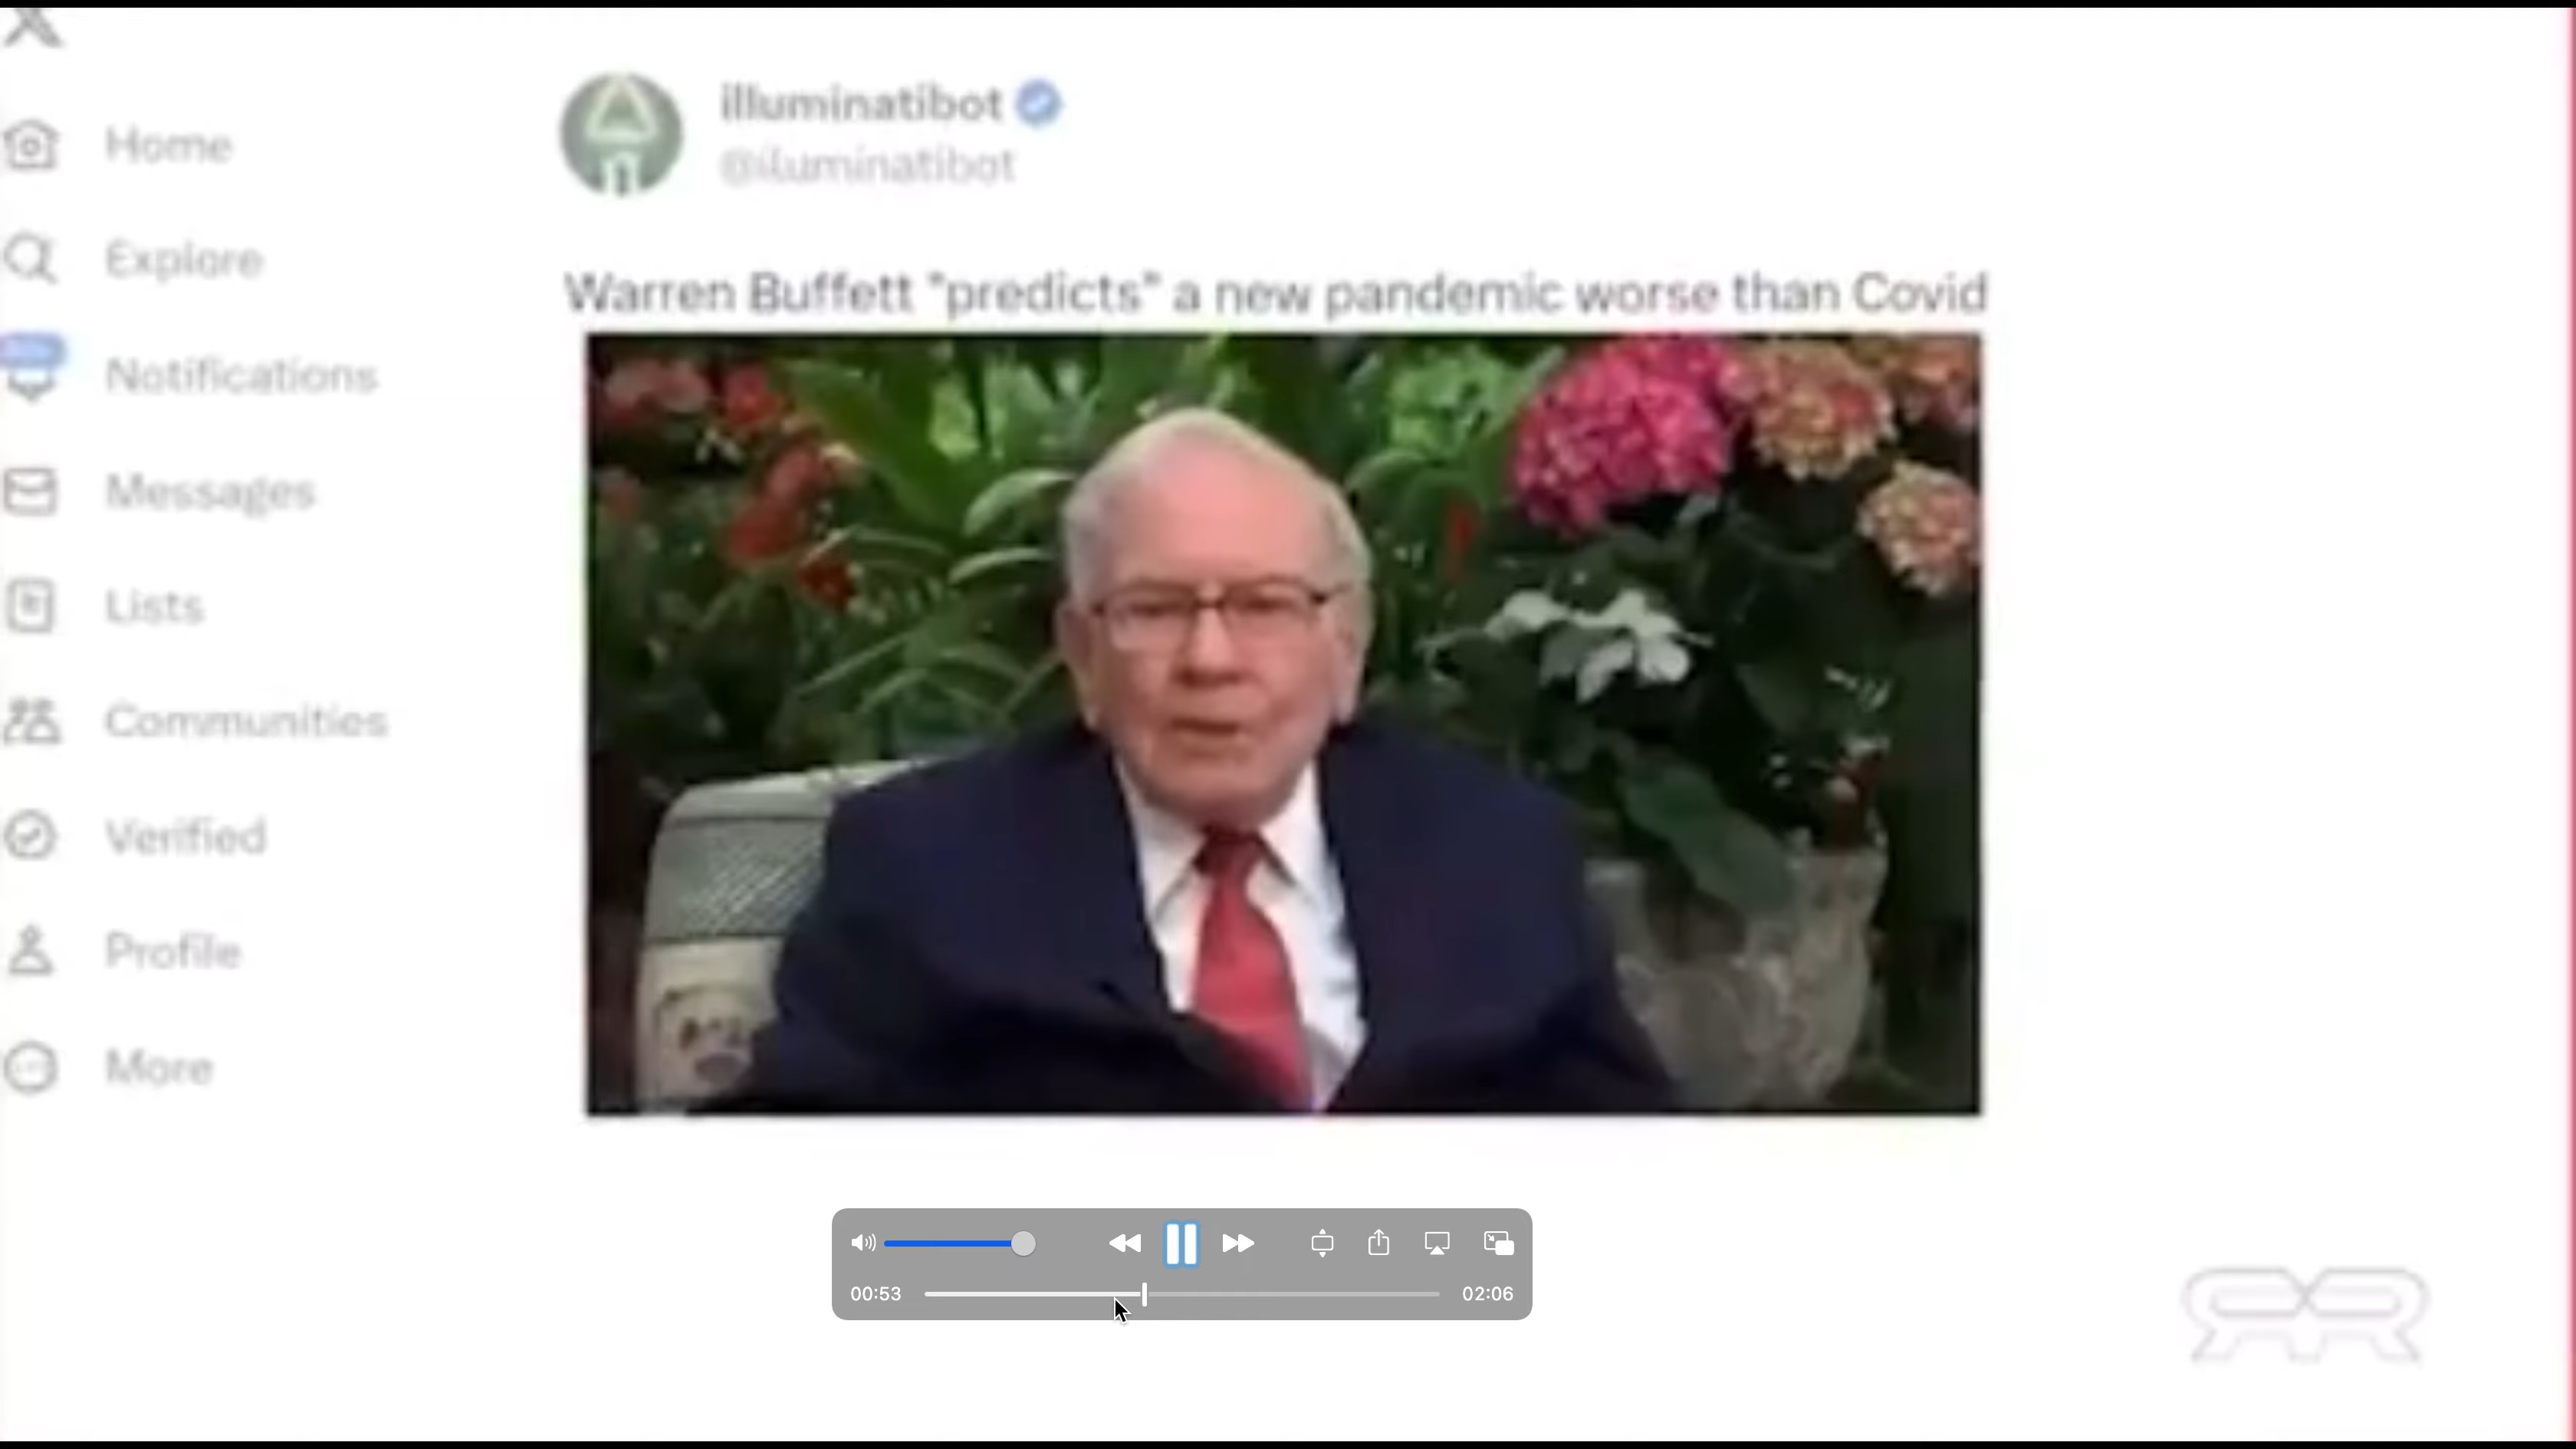 illuminatibot
@iluminatibot
Home
Explore
Notifications
Messages
Lists
Communities
Verified
Profile
More
Warren Buffett "predicts" a new pandemic worse than Covid
00:53
02:06